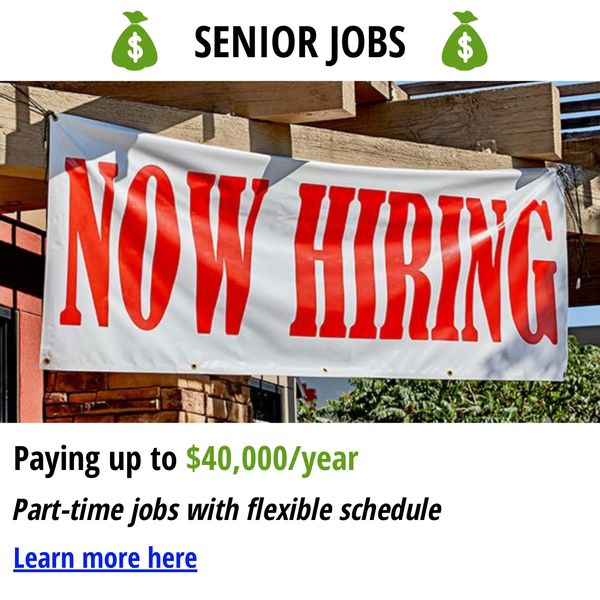 SENIOR JOBS
NOW HIRING
Paying up to $40,000/year
Part-time jobs with flexible schedule
Learn more here